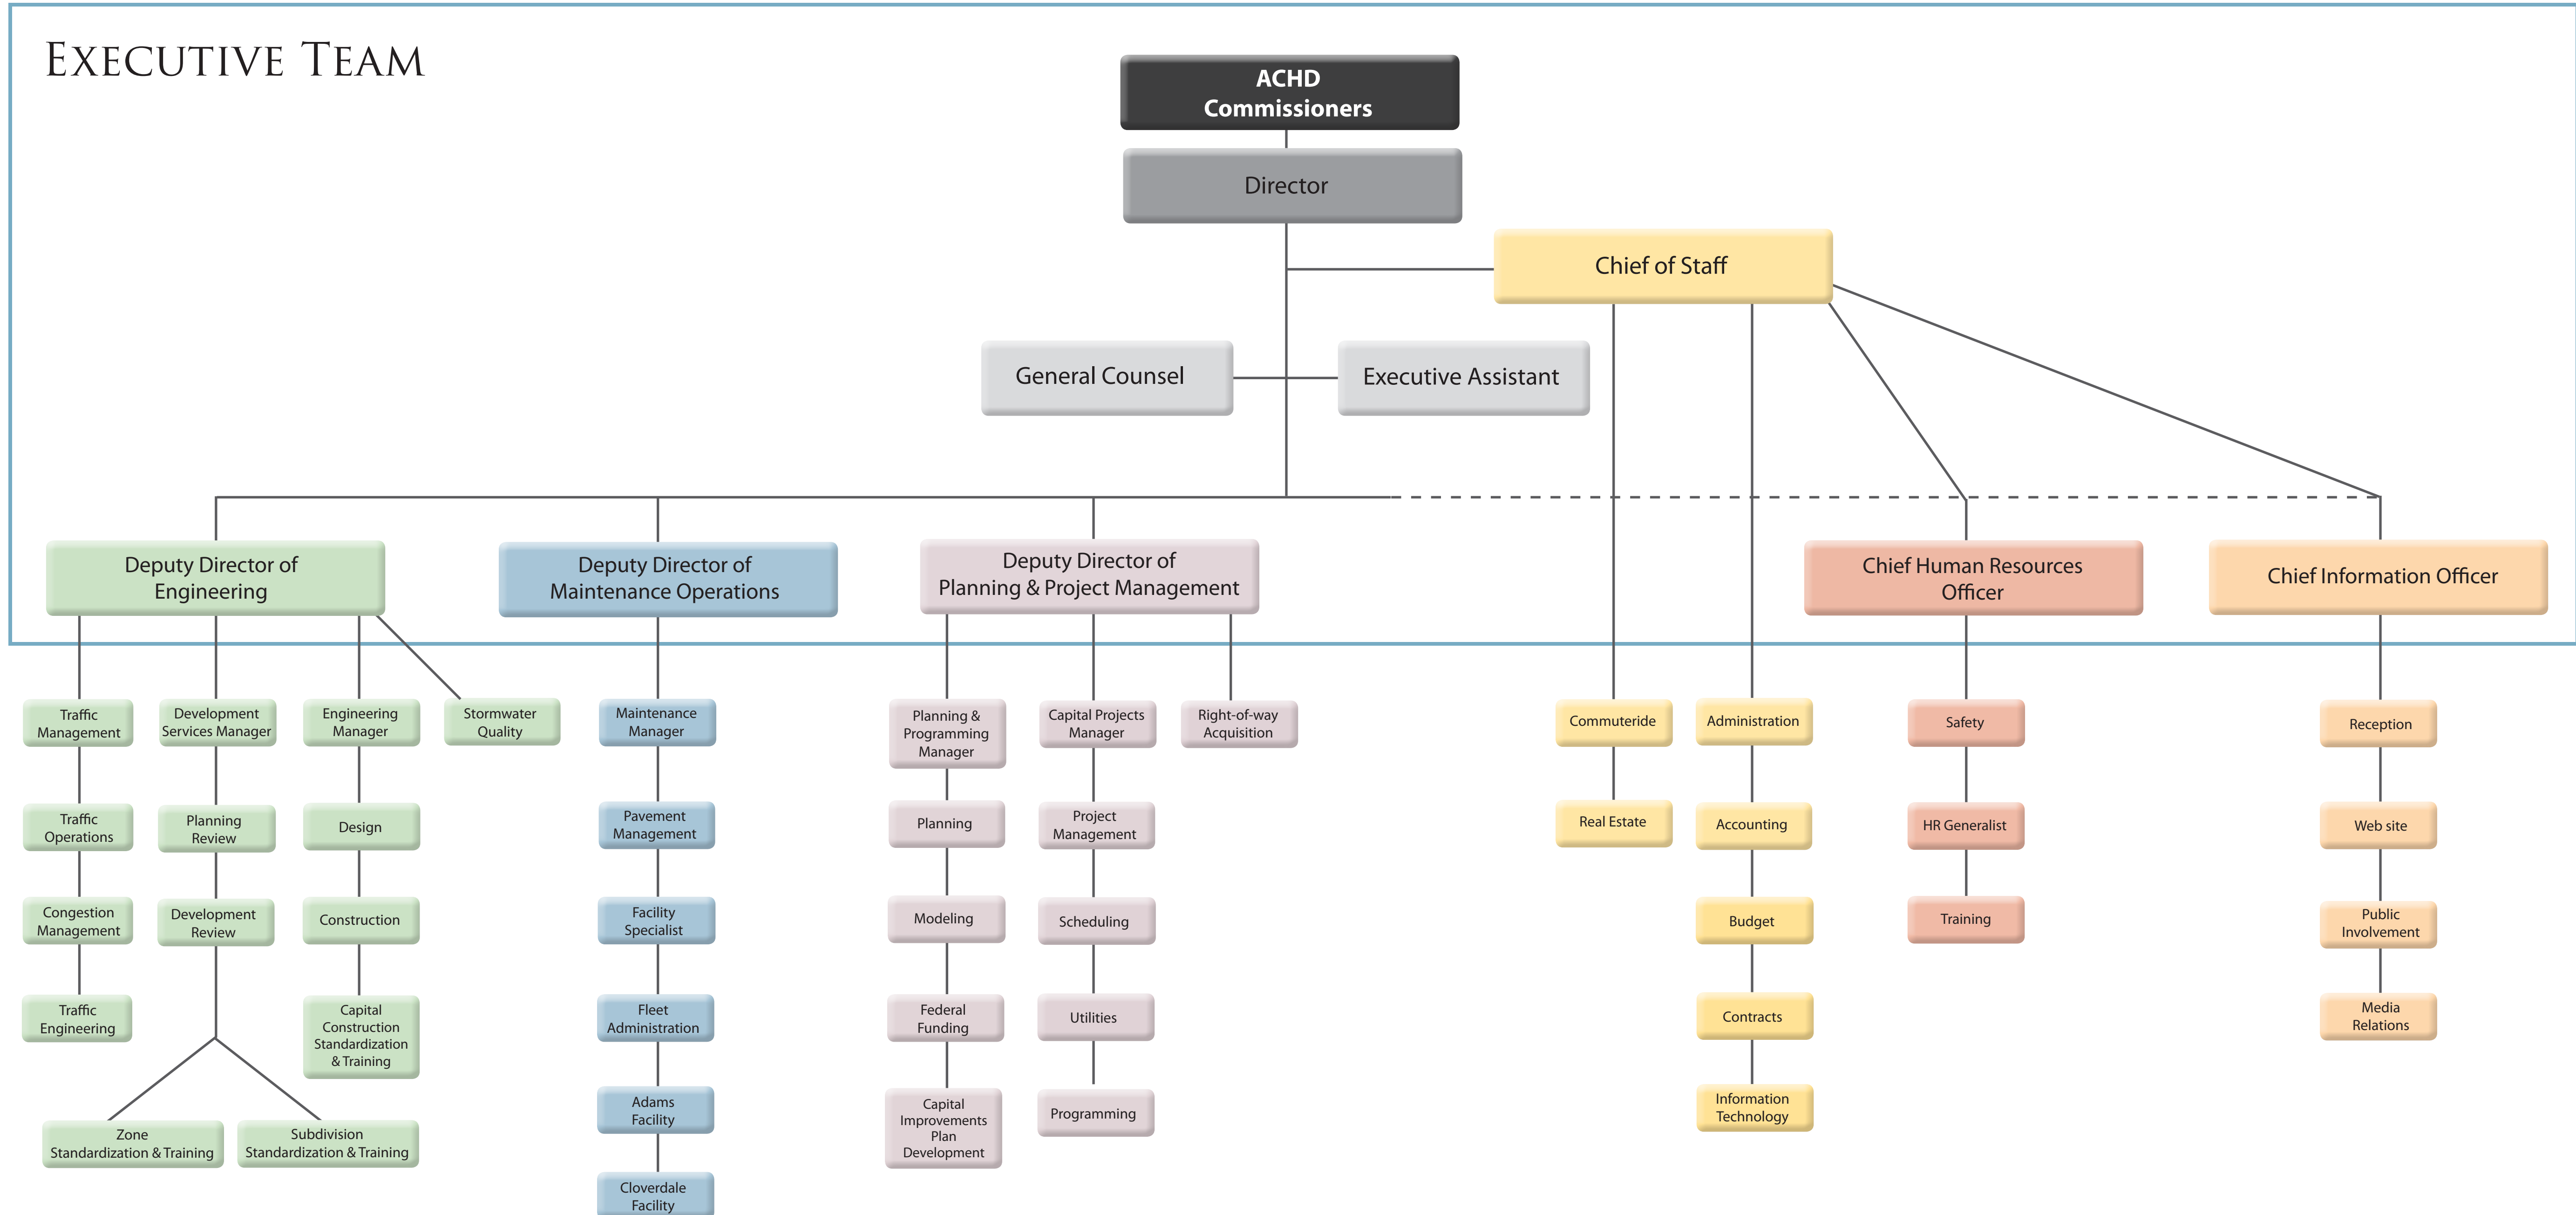 EXECUTIVE TEAM
ACHD
Commissioners
Director
Chief of Staff
General Counsel
Executive Assistant
Deputy Director of
Engineering
Deputy Director of
Maintenance Operations
Deputy Director of
Planning & Project Management
Chief Human Resources
Officer
Chief Information Officer
Traffic
Management
Traffic
Operations
Congestion
Management
Traffic
Engineering
Development
Services Manager
Planning
Review
Development
Review
Zone
Standardization & Training
Subdivision
Standardization & Training
Engineering
Manager
Design
Construction
Capital
Construction
Standardization
& Training
Stormwater
Quality
Maintenance
Manager
Pavement
Management
Facility
Specialist
Fleet
Administration
Adams
Facility
Cloverdale
Facility
Planning &
Programming
Manager
Planning
Modeling
Federal
Funding
Capital
Improvements
Plan
Development
Capital Projects
Manager
Project
Management
Scheduling
Utilities
Programming
Right-of-way
Acquisition
Commuteride
Real Estate
Administration
Accounting
Budget
Contracts
Information
Technology
Safety
HR Generalist
Training
Reception
Web site
Public
Involvement
Media
Relations